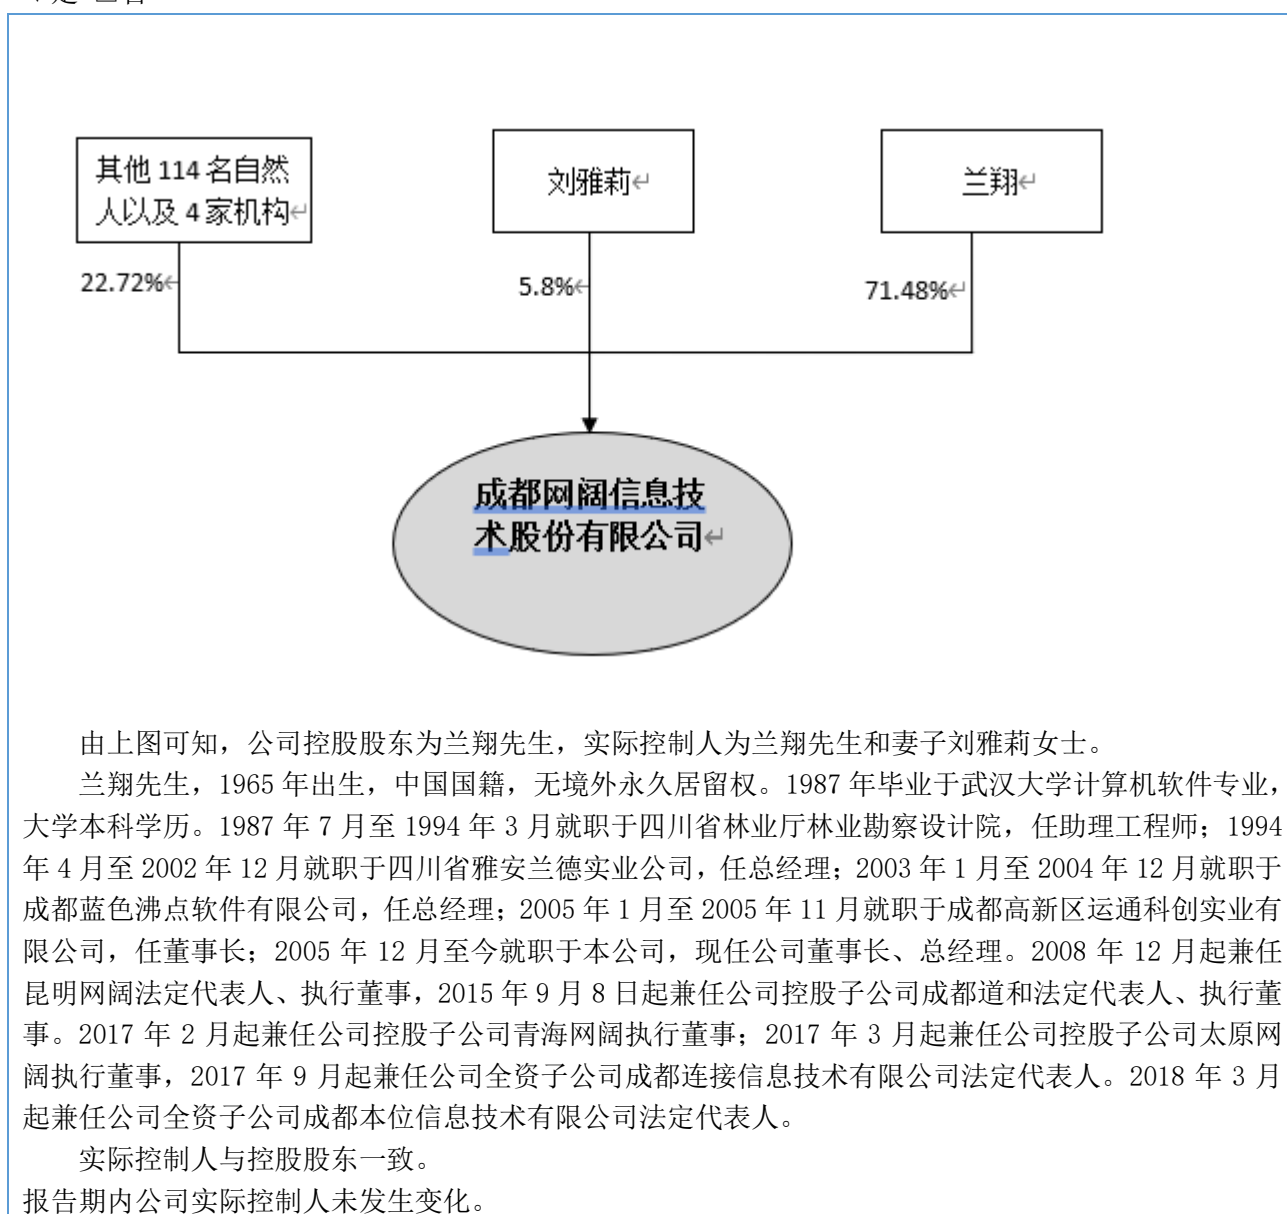 其他 114 名自然
人以及 4 家机构↵
刘雅莉↵
兰翔↵
22.72%←
5.8%←
71.48%↵
成都网阔信息技
术股份有限公司↵
由上图可知，公司控股股东为兰翔先生，实际控制人为兰翔先生和妻子刘雅莉女士。
兰翔先生，1965 年出生，中国国籍，无境外永久居留权。1987 年毕业于武汉大学计算机软件专业，
大学本科学历。1987 年 7 月至 1994 年 3 月就职于四川省林业厅林业勘察设计院，任助理工程师；1994
年 4 月至 2002 年 12 月就职于四川省雅安兰德实业公司，任总经理；2003 年 1 月至 2004 年 12 月就职于
成都蓝色沸点软件有限公司，任总经理；2005 年 1 月至 2005 年 11 月就职于成都高新区运通科创实业有
限公司，任董事长；2005 年 12 月至今就职于本公司，现任公司董事长、总经理。2008 年 12 月起兼任
昆明网阔法定代表人、执行董事，2015 年 9 月 8 日起兼任公司控股子公司成都道和法定代表人、执行董
事。2017 年 2 月起兼任公司控股子公司青海网阔执行董事；2017 年 3 月起兼任公司控股子公司太原网
阔执行董事，2017 年 9 月起兼任公司全资子公司成都连接信息技术有限公司法定代表人。2018 年 3 月
起兼任公司全资子公司成都本位信息技术有限公司法定代表人。
实际控制人与控股股东一致。
报告期内公司实际控制人未发生变化。